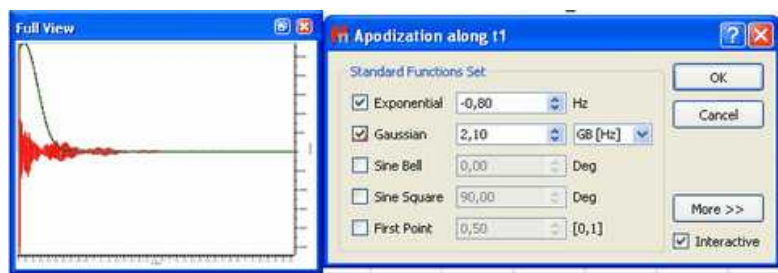 Full View
Apodization along t1
Standard Functions Set
Exponential -0,80 Hz
Gaussian 2,10 GB [Hz]
Sine Bell 0,00 Deg
Sine Square 90,00 Deg
First Point 0,50 [0,1]
OK
Cancel
More >>
Interactive